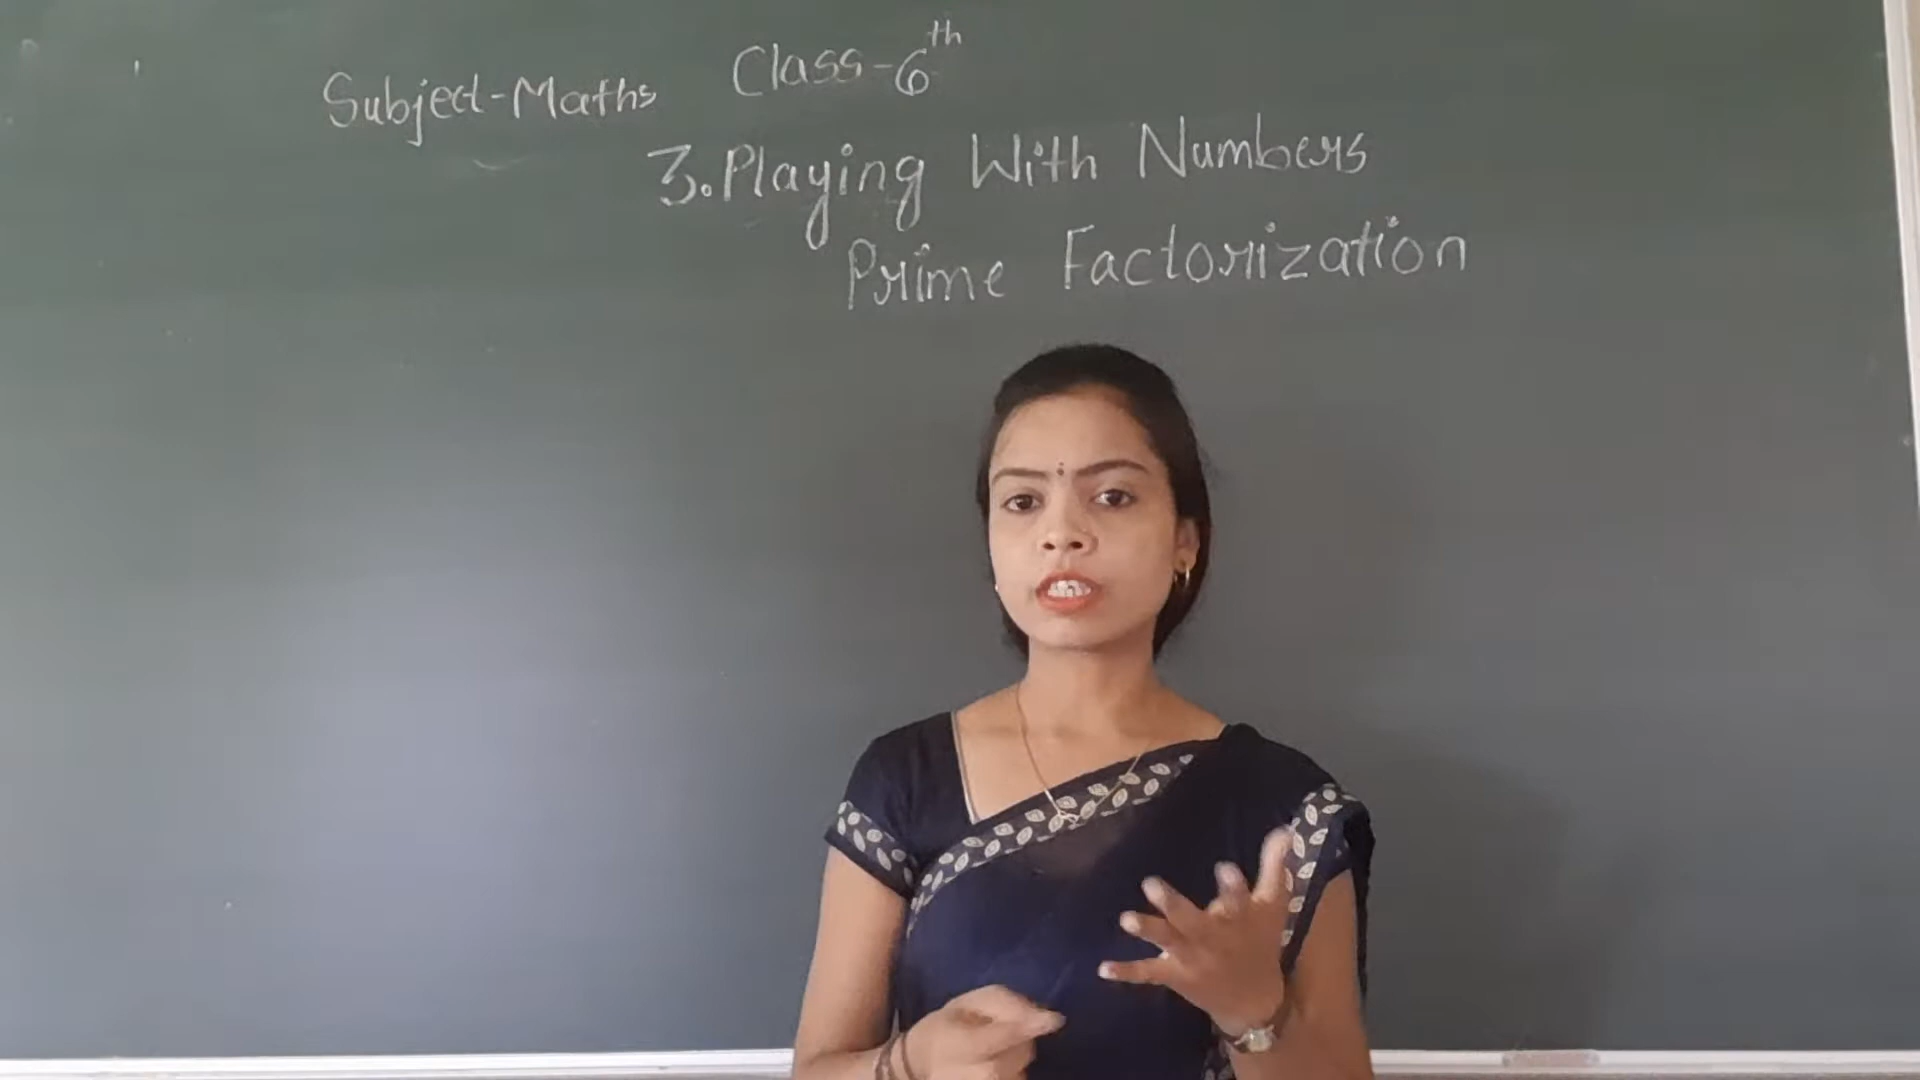 Subject-Maths Class-6th
3. Playing With Numbers
Prime Factorization